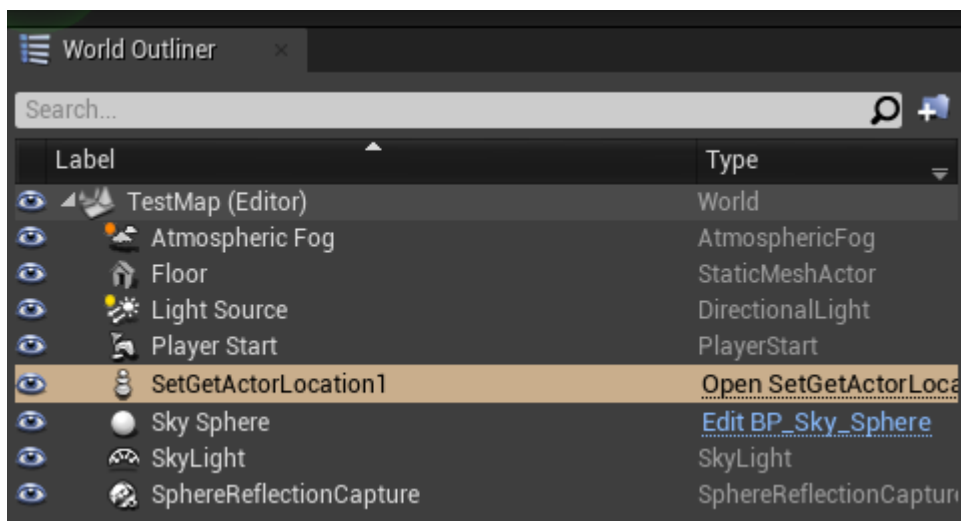 World Outliner
Search...
Label Type
TestMap (Editor) World
Atmospheric Fog AtmosphericFog
Floor StaticMeshActor
Light Source DirectionalLight
Player Start PlayerStart
SetGetActorLocation1 Open SetGetActorLoca
Sky Sphere Edit BP_Sky_Sphere
SkyLight SkyLight
SphereReflectionCapture SphereReflectionCaptur